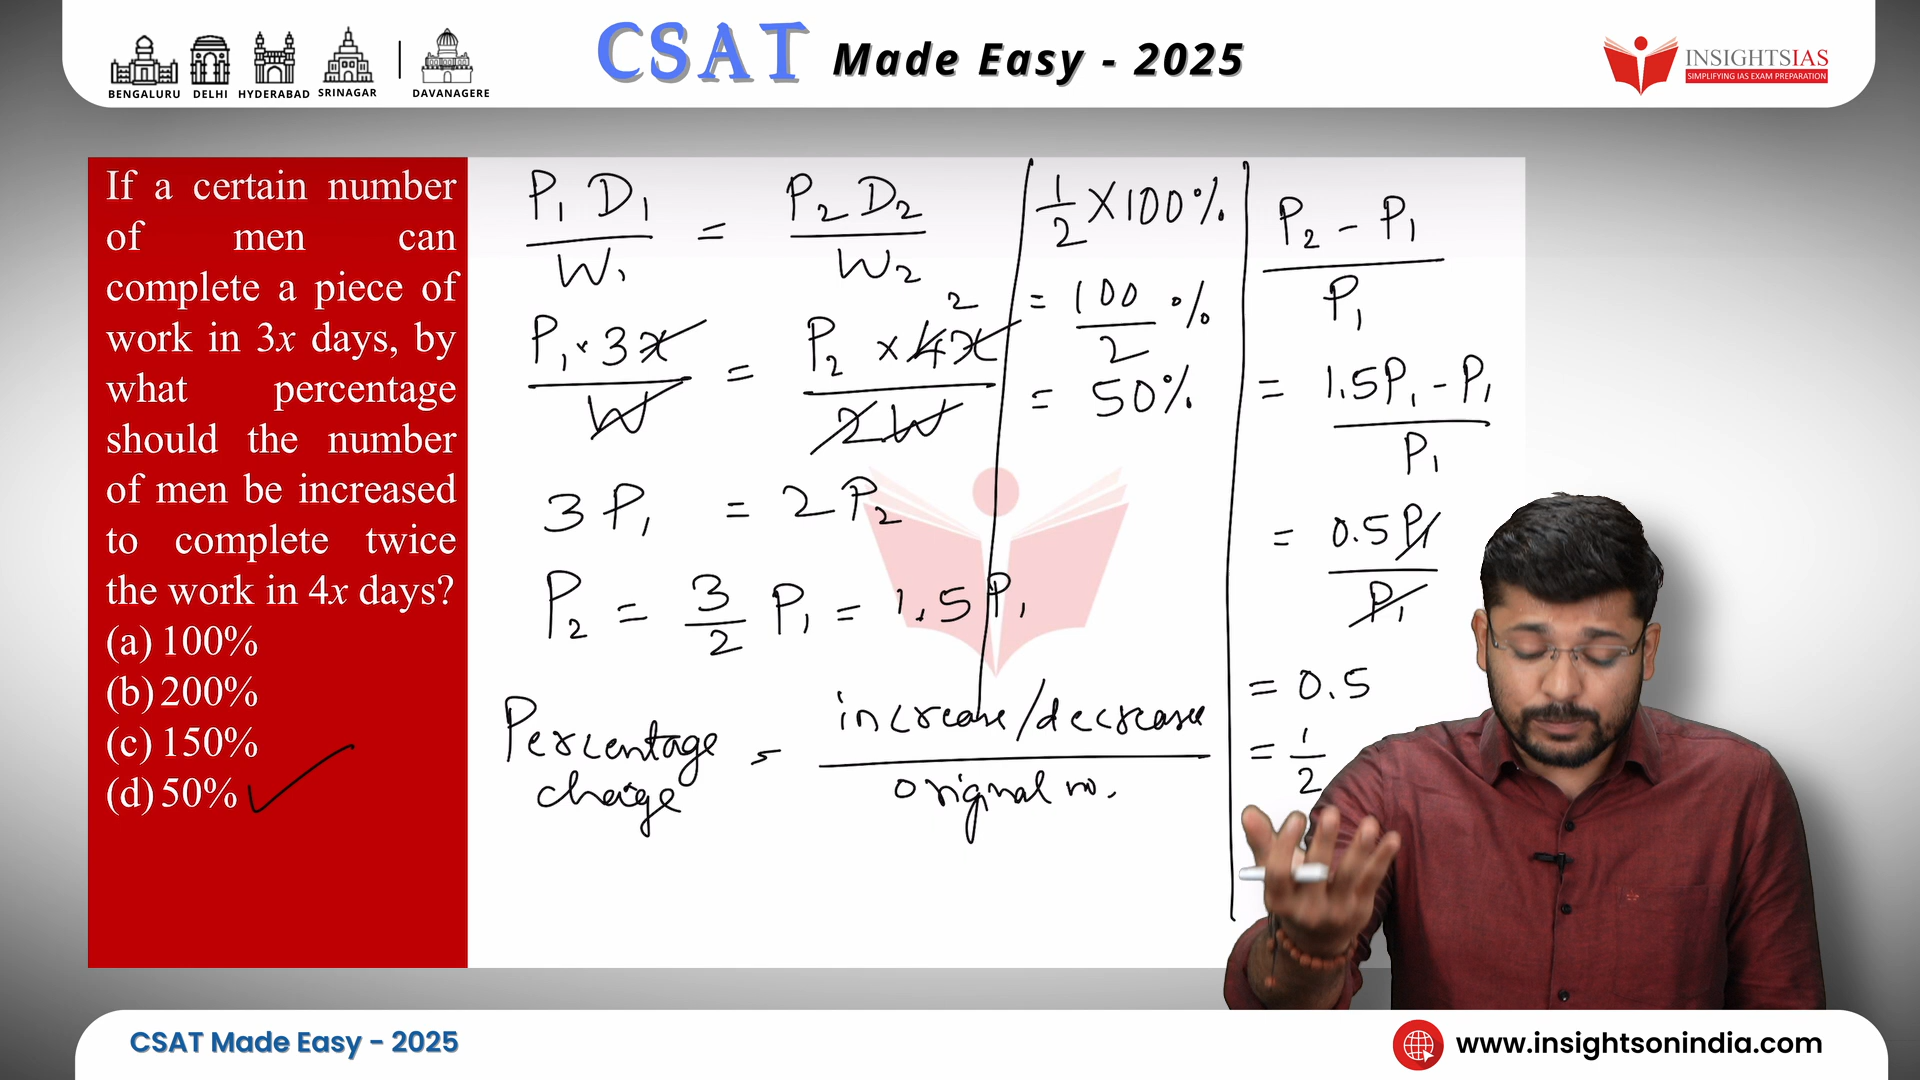 BENGALURU DELHI HYDERABAD SRINAGAR DAVANAGERE
CSAT Made Easy - 2025
INSIGHTSIAS
SIMPLIFYING IAS EXAM PREPARATION
If a certain number
of men can
complete a piece of
work in 3x days, by
what percentage
should the number
of men be increased
to complete twice
the work in 4x days?
(a) 100%
(b) 200%
(c) 150%
(d) 50%
P₁ D₁ / W₁ = P₂ D₂ / W₂
P₁ × 3x / W = P₂ × 4x / 2W
2
3P₁ = 2P₂
P₂ = 3/2 P₁ = 1.5 P₁
Percentage change = increase/decrease / original no.
1/2 × 100%
= 100/2 %
= 50%
P₂ - P₁ / P₁
= 1.5P₁ - P₁ / P₁
= 0.5P₁ / P₁
= 0.5
= 1/2
CSAT Made Easy - 2025
www.insightsonindia.com